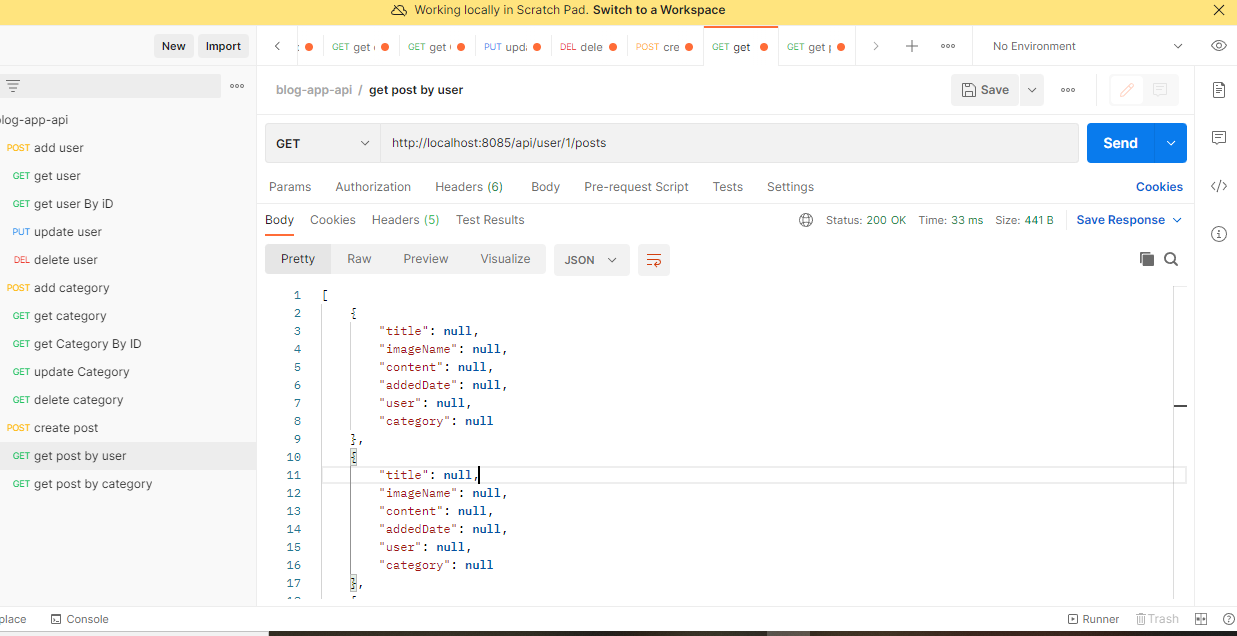 Working locally in Scratch Pad. Switch to a Workspace
New Import
GET get GET get PUT upda DEL dele POST cre GET get GET get No Environment
blog-app-api / get post by user Save
log-app-api
POST add user
GET get user
GET get user By iD
PUT update user
DEL delete user
POST add category
GET get category
GET get Category By ID
PUT update Category
GET delete category
POST create post
GET get post by user
GET get post by category
GET http://localhost:8085/api/user/1/posts Send
Params Authorization Headers (6) Body Pre-request Script Tests Settings Cookies
Body Cookies Headers (5) Test Results Status: 200 OK Time: 33 ms Size: 441 B Save Response
Pretty Raw Preview Visualize JSON
1 [
2 {
3 "title": null,
4 "imageName": null,
5 "content": null,
6 "addedDate": null,
7 "user": null,
8 "category": null
9 },
10 {
11 "title": null,
12 "imageName": null,
13 "content": null,
14 "addedDate": null,
15 "user": null,
16 "category": null
17 },
place Console Runner Trash